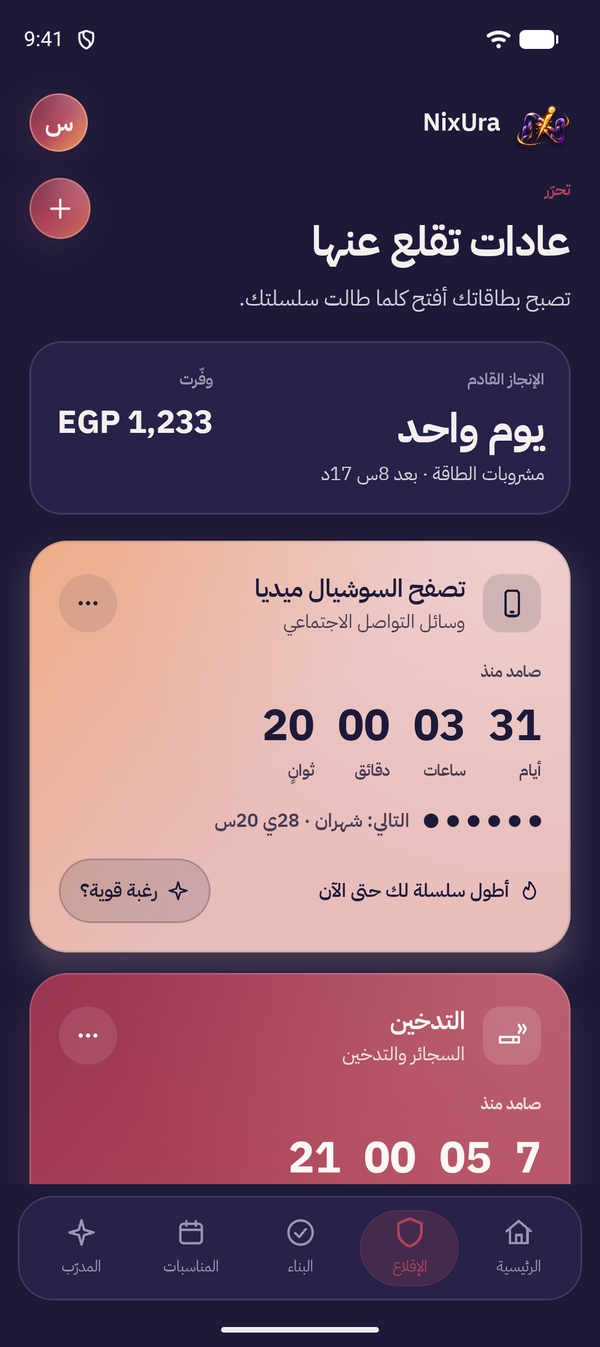 9:41
NixUra
س
تحرّر
عادات تقلع عنها
تصبح بطاقاتك أفتح كلما طالت سلسلتك.
الإنجاز القادم
يوم واحد
مشروبات الطاقة · بعد 8س 17د
وفّرت
EGP 1,233
تصفح السوشيال ميديا
وسائل التواصل الاجتماعي
صامد منذ
31 03 00 20
أيام ساعات دقائق ثوانٍ
التالي: شهران · 28ي 20س
أطول سلسلة لك حتى الآن
رغبة قوية؟
التدخين
السجائر والتدخين
صامد منذ
7 05 00 21
الرئيسية
الإقلاع
البناء
المناسبات
المدرّب